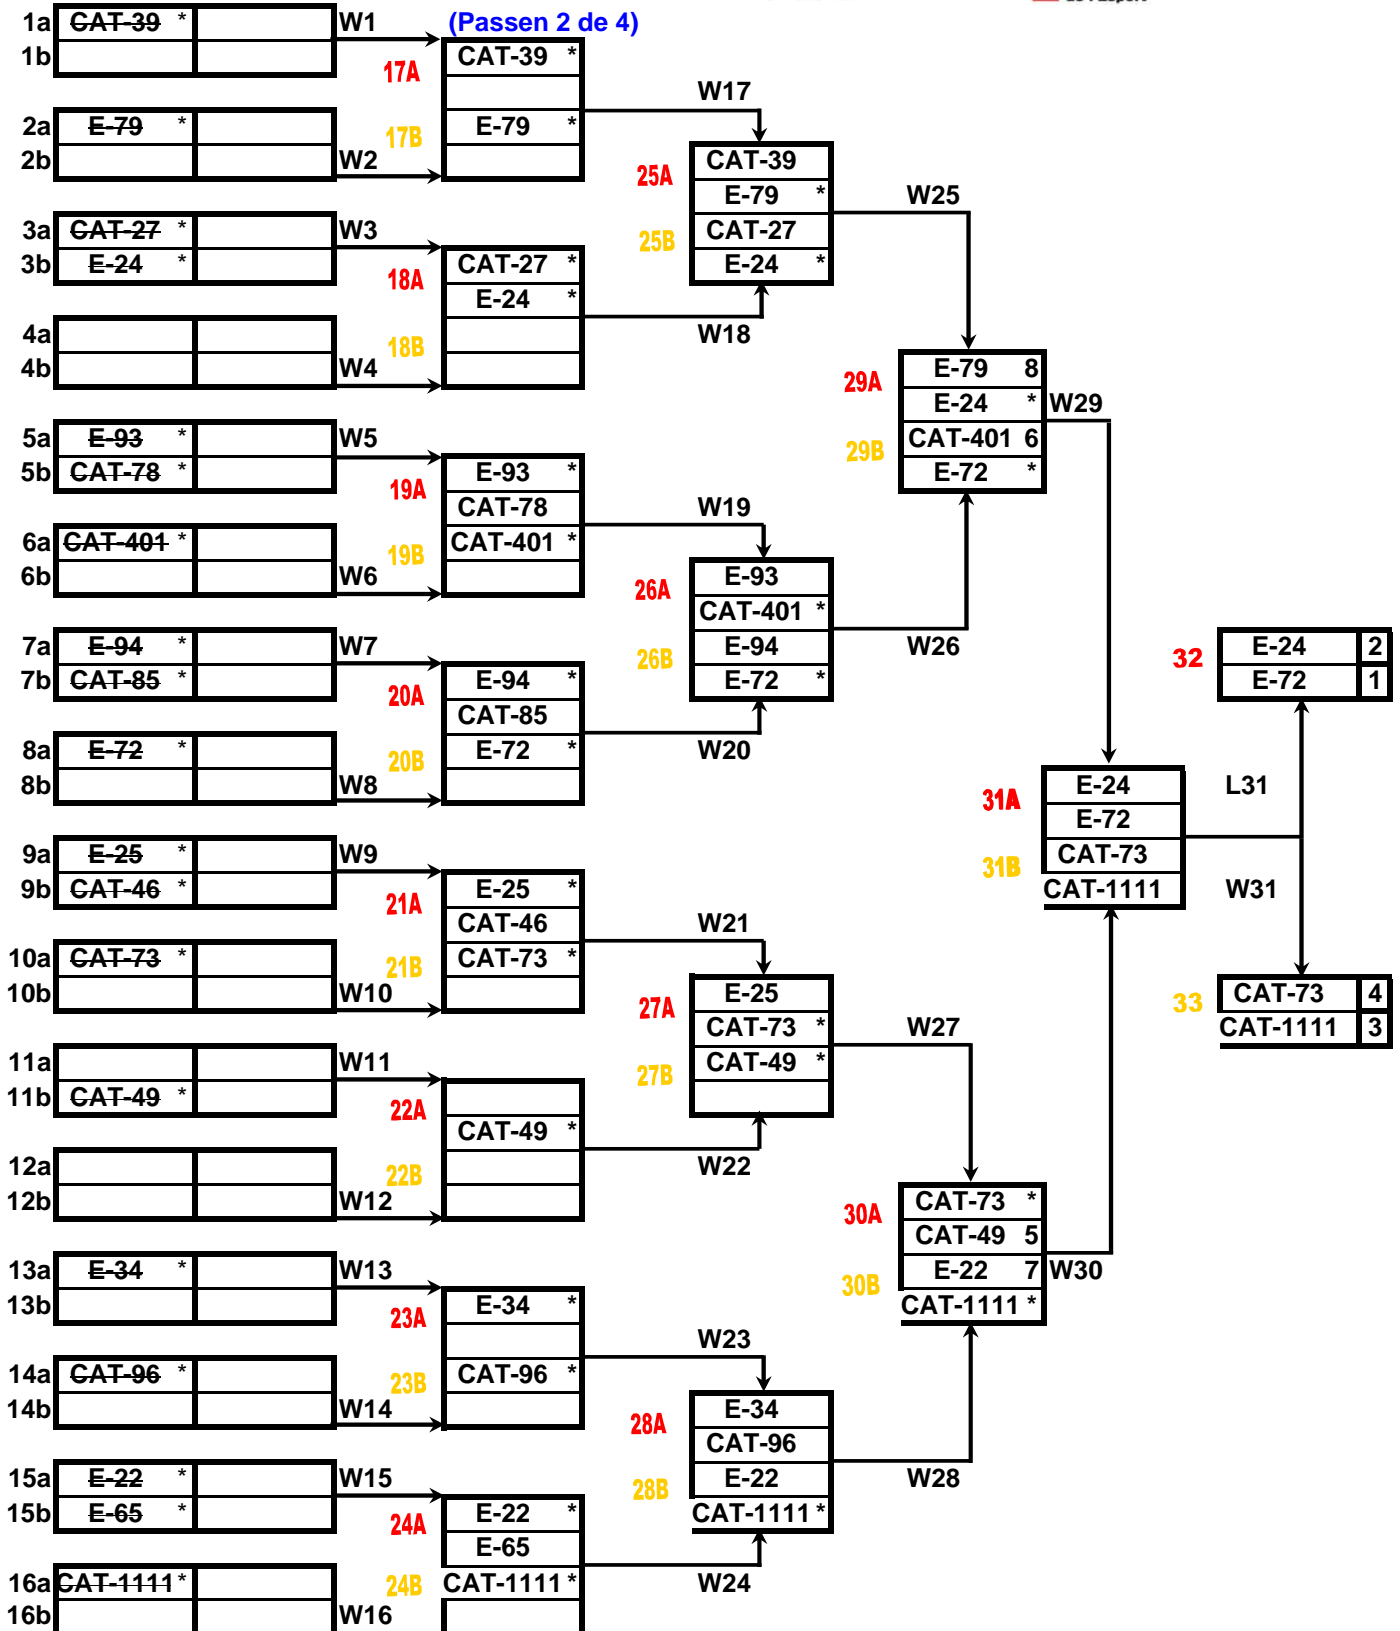 (Passen 2 de 4)
1a CAT-39 * W1
1b
17A CAT-39 *
2a E-79 *
17B E-79 *
2b W2
W17
3a CAT-27 * W3
3b E-24 *
18A CAT-27 *
E-24 *
4a
18B
4b W4
W18
25A CAT-39
E-79 *
25B CAT-27
E-24 *
W25
5a E-93 * W5
5b CAT-78 *
19A E-93 *
CAT-78
6a CAT-401 *
19B CAT-401 *
6b W6
W19
7a E-94 * W7
7b CAT-85 *
20A E-94 *
CAT-85
8a E-72 *
20B E-72 *
8b W8
W20
26A E-93
CAT-401 *
26B E-94
E-72 *
W26
29A E-79 8
E-24 * W29
29B CAT-401 6
E-72 *
9a E-25 * W9
9b CAT-46 *
21A E-25 *
CAT-46
10a CAT-73 *
21B CAT-73 *
10b W10
W21
11a W11
11b CAT-49 *
22A CAT-49 *
12a
22B
12b W12
W22
27A E-25
CAT-73 *
27B CAT-49 *
W27
13a E-34 * W13
13b
23A E-34 *
14a CAT-96 *
23B CAT-96 *
14b W14
W23
15a E-22 * W15
15b E-65 *
24A E-22 *
E-65
16a CAT-1111 *
24B CAT-1111 *
16b W16
W24
28A E-34
CAT-96
28B E-22
CAT-1111 *
W28
30A CAT-73 *
CAT-49 5
30B E-22 7 W30
CAT-1111 *
31A E-24
E-72
31B CAT-73
CAT-1111
L31
W31
32 E-24 2
E-72 1
33 CAT-73 4
CAT-1111 3